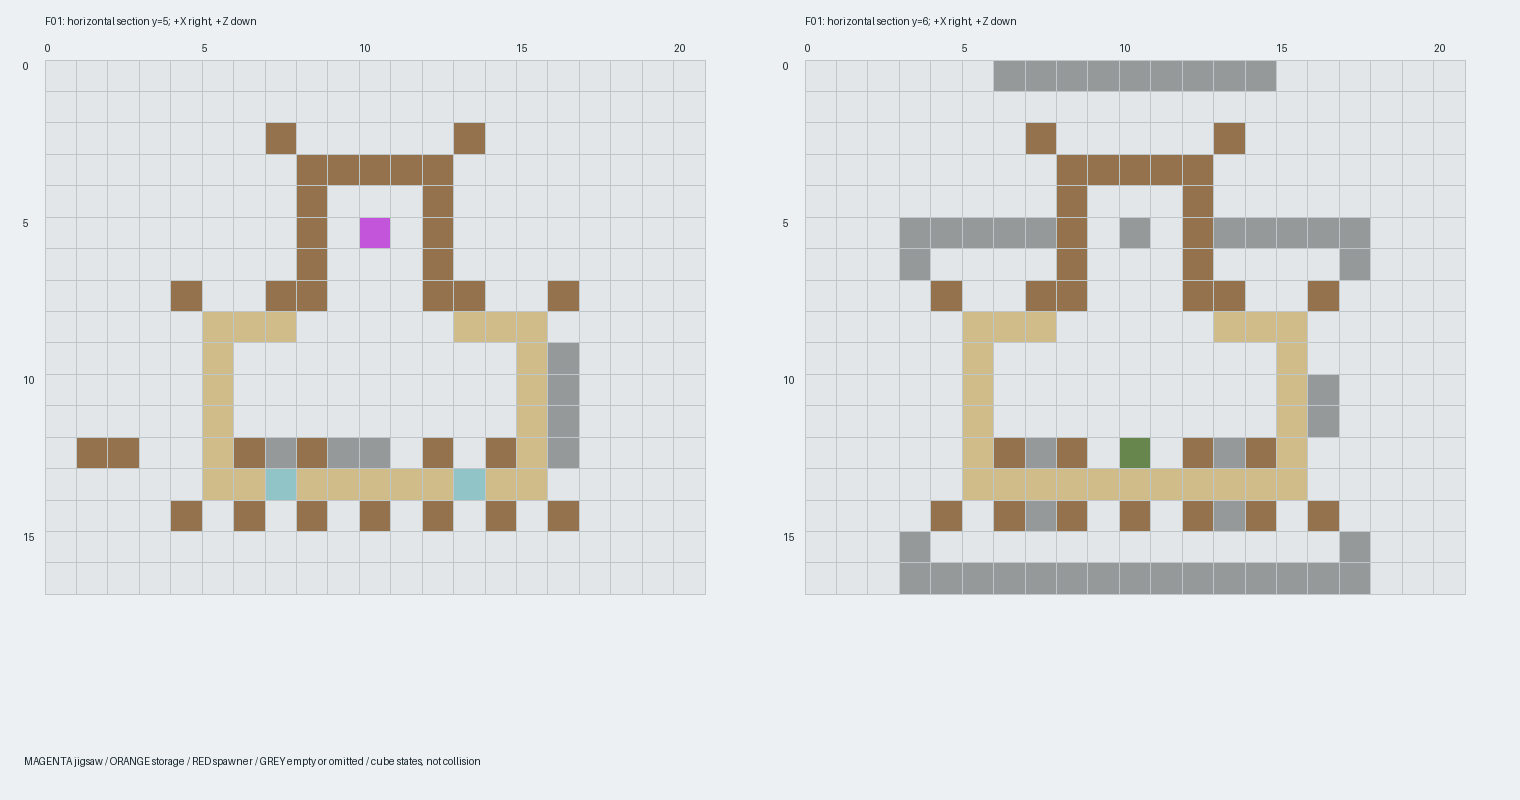 F01: horizontal section y=5; +X right, +Z down
F01: horizontal section y=6; +X right, +Z down
0 5 10 15 20
0 5 10 15 20
0
0
5
5
10
10
15
15
MAGENTA jigsaw / ORANGE storage / RED spawner / GREY empty or omitted / cube states, not collision